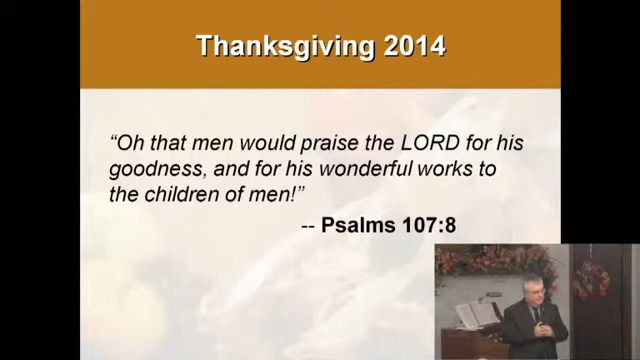 Thanksgiving 2014
“Oh that men would praise the LORD for his
goodness, and for his wonderful works to
the children of men!”
-- Psalms 107:8